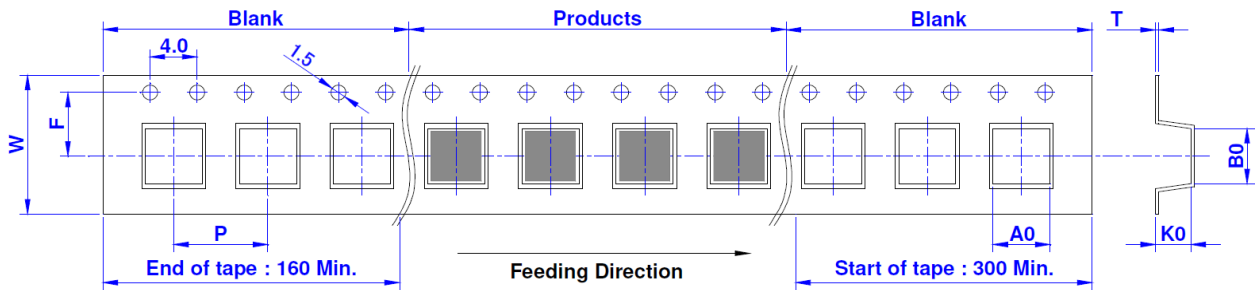 Blank
Products
Blank
T
4.0
1.5
F
W
B0
P
A0
K0
End of tape : 160 Min.
Feeding Direction
Start of tape : 300 Min.